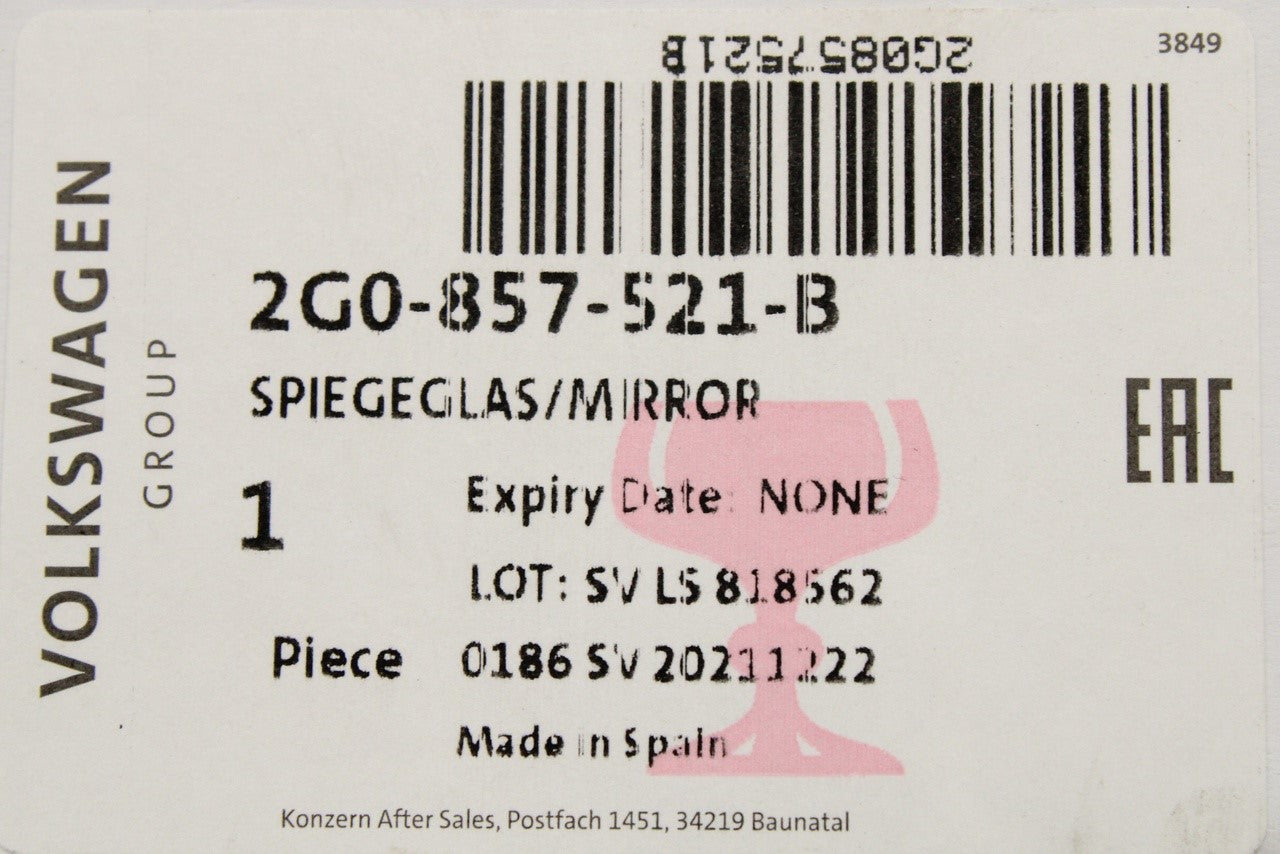 3849
2G0857521B
VOLKSWAGEN
GROUP
2G0-857-521-B
SPIEGEGLAS/MIRROR
EAC
1
Expiry Date: NONE
LOT: SV LS 818562
Piece
0186 SV 20211222
Made in Spain
Konzern After Sales, Postfach 1451, 34219 Baunatal